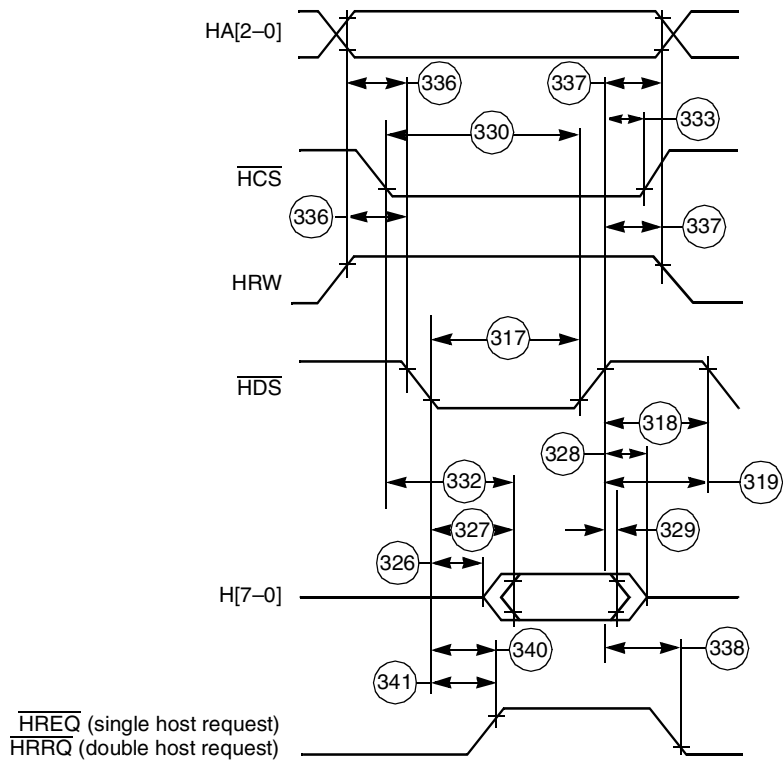 HA[2–0]
336
337
333
330
HCS
336
337
HRW
317
HDS
318
328
332
319
327
329
326
H[7–0]
340
338
341
HREQ (single host request)
HRRQ (double host request)